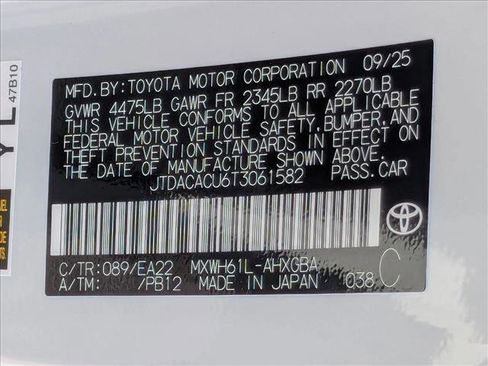 MFD. BY: TOYOTA MOTOR CORPORATION 09/25
GVWR 4475LB GAWR FR 2345LB RR 2270LB
THIS VEHICLE CONFORMS TO ALL APPLICABLE
FEDERAL MOTOR VEHICLE SAFETY, BUMPER, AND
THEFT PREVENTION STANDARDS IN EFFECT ON
THE DATE OF MANUFACTURE SHOWN ABOVE.
JTDACACU6T3061582 PASS. CAR
TOYOTA
C/TR: 089/EA22 MXWH61L-AHXGBA C
A/TM: /PB12 MADE IN JAPAN 038
Y L
47B10